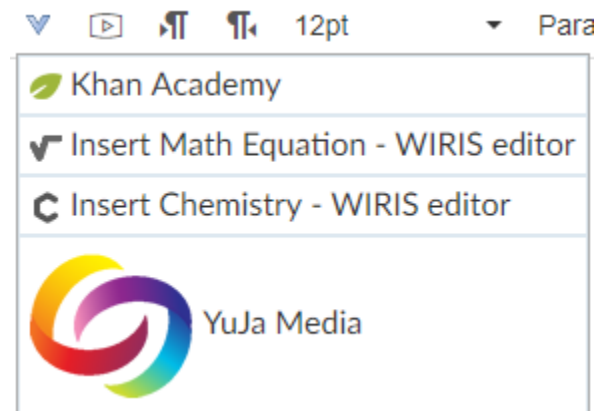 12pt Para
Khan Academy
Insert Math Equation - WIRIS editor
Insert Chemistry - WIRIS editor
YuJa Media